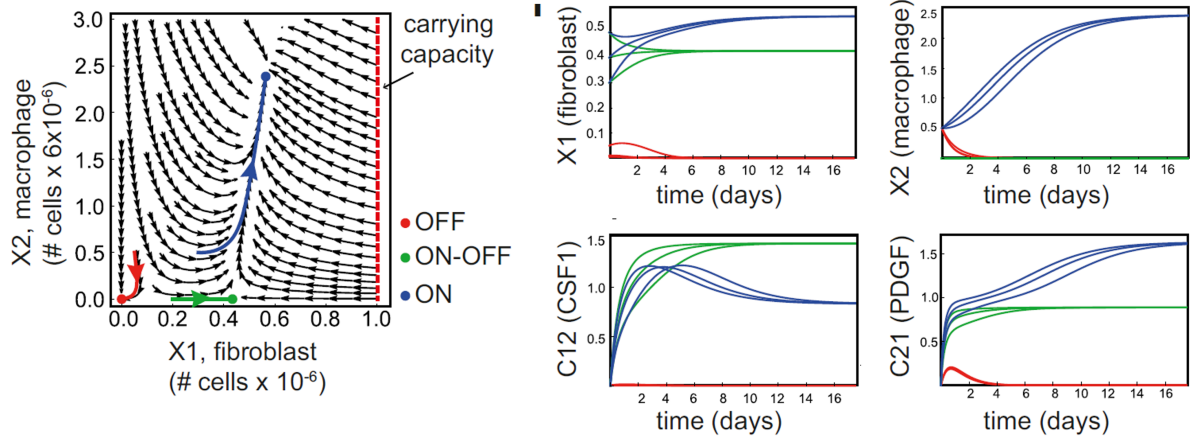 carrying
capacity
X2, macrophage
(# cells x 6x10⁻⁶)
3.0
2.5
2.0
1.5
3.0
0.5
0.0
0.0
0.2
0.4
0.6
0.8
1.0
X1, fibroblast
(# cells x 10⁻⁶)
OFF
ON-OFF
ON
X1 (fibroblast)
0.5
0.4
0.3
0.2
0.1
2 4 6 8 10 12 14 16
time (days)
X2 (macrophage)
2.5
2.0
1.0
0.5
2 4 6 8 10 12 14 16
time (days)
C12 (CSF1)
1.5
1.0
0.5
2 4 6 8 10 12 14 16
time (days)
C21 (PDGF)
1.5
1.0
0.5
2 4 6 8 10 12 14 16
time (days)